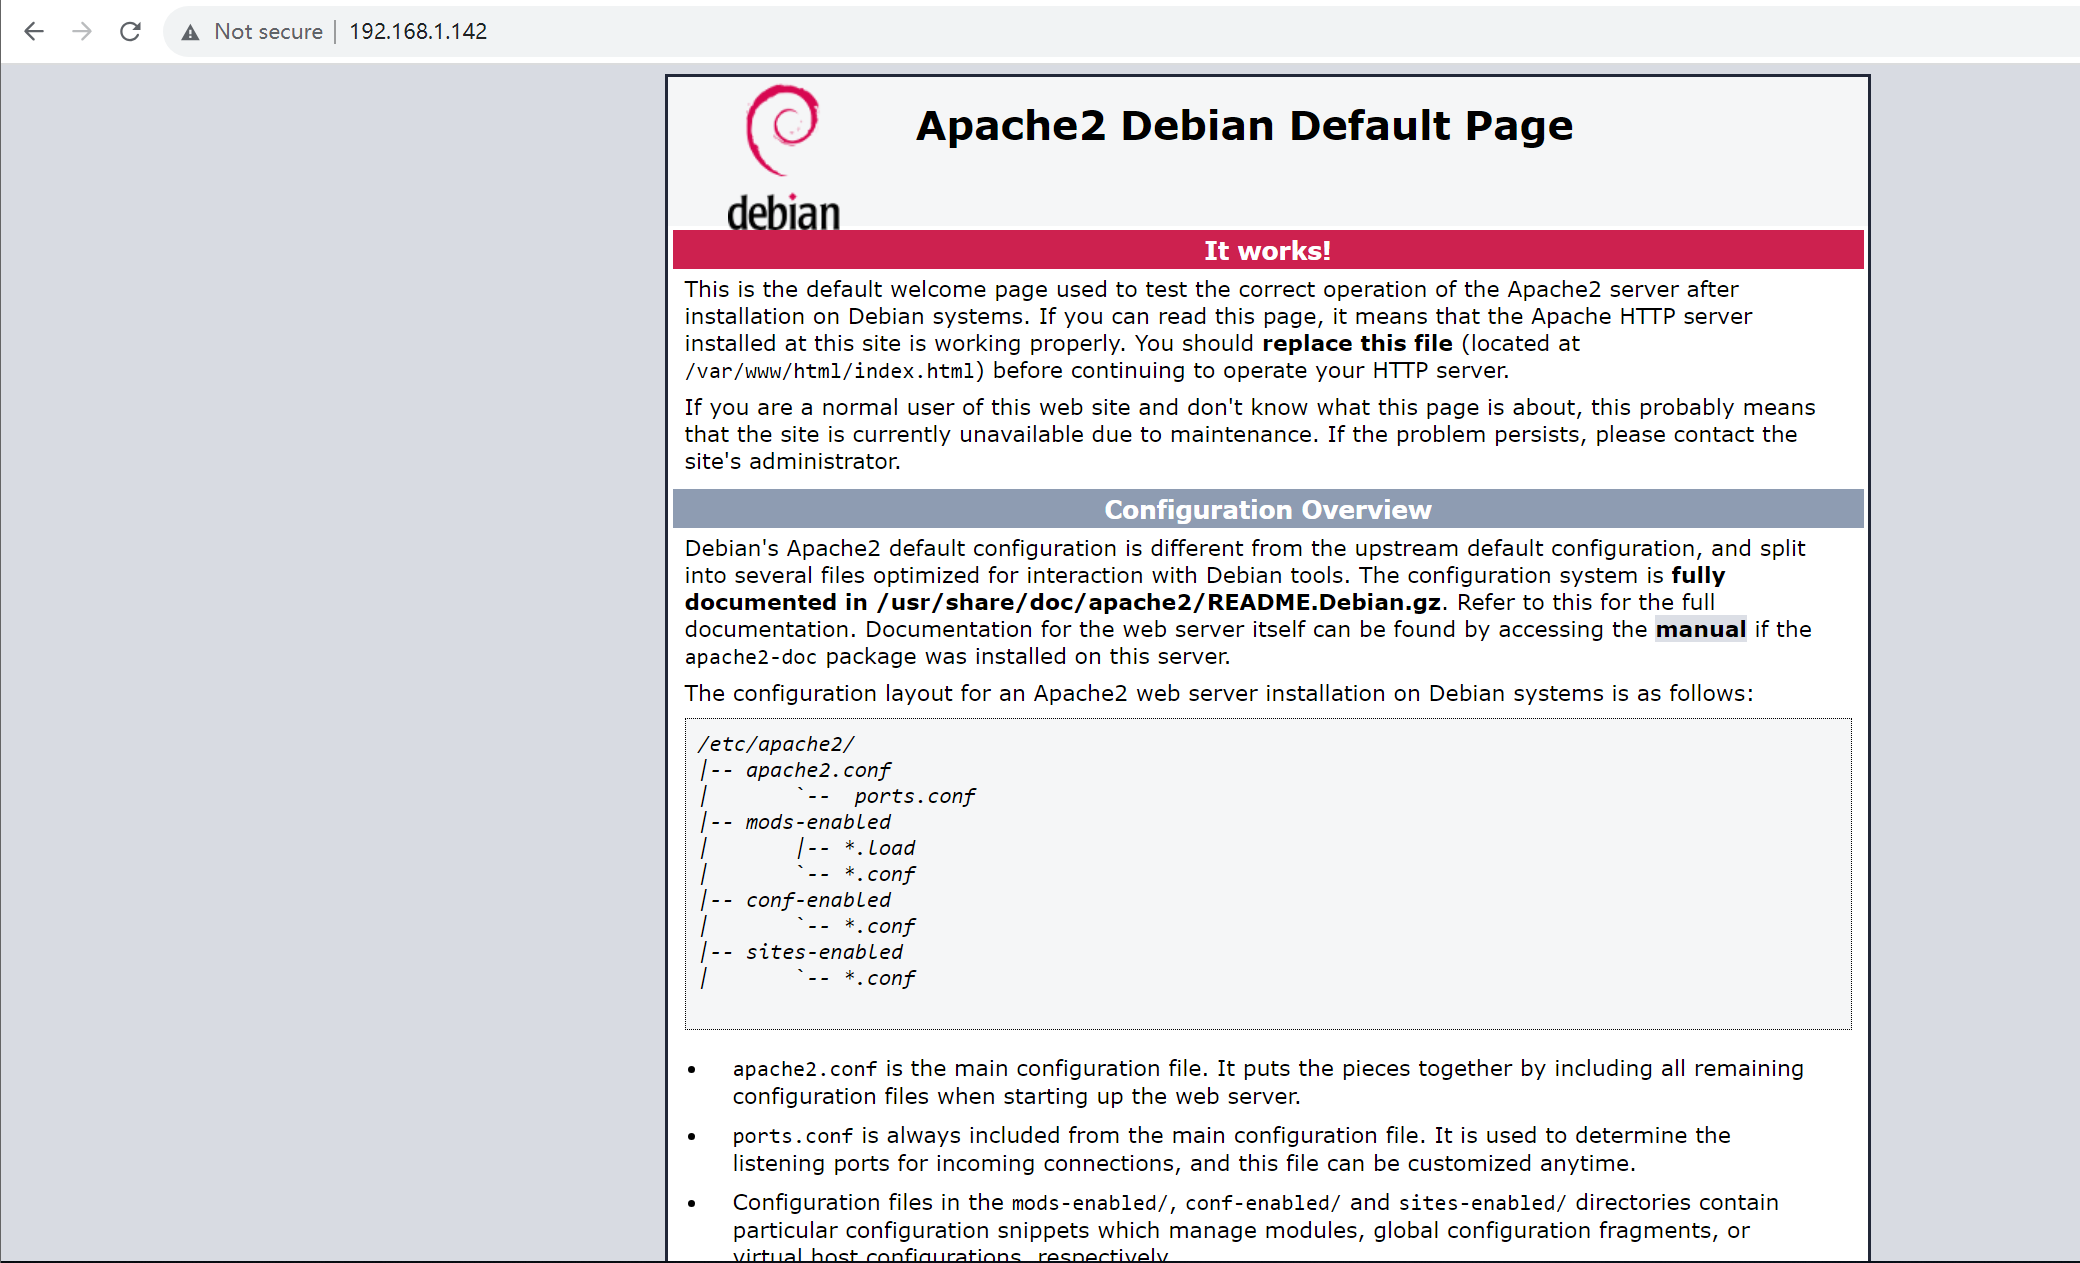 Not secure | 192.168.1.142
debian
Apache2 Debian Default Page
It works!
This is the default welcome page used to test the correct operation of the Apache2 server after
installation on Debian systems. If you can read this page, it means that the Apache HTTP server
installed at this site is working properly. You should replace this file (located at
/var/www/html/index.html) before continuing to operate your HTTP server.
If you are a normal user of this web site and don't know what this page is about, this probably means
that the site is currently unavailable due to maintenance. If the problem persists, please contact the
site's administrator.
Configuration Overview
Debian's Apache2 default configuration is different from the upstream default configuration, and split
into several files optimized for interaction with Debian tools. The configuration system is fully
documented in /usr/share/doc/apache2/README.Debian.gz. Refer to this for the full
documentation. Documentation for the web server itself can be found by accessing the manual if the
apache2-doc package was installed on this server.
The configuration layout for an Apache2 web server installation on Debian systems is as follows:
/etc/apache2/
|-- apache2.conf
|       `--  ports.conf
|-- mods-enabled
|       |-- *.load
|       `-- *.conf
|-- conf-enabled
|       `-- *.conf
|-- sites-enabled
|       `-- *.conf
• apache2.conf is the main configuration file. It puts the pieces together by including all remaining
configuration files when starting up the web server.
• ports.conf is always included from the main configuration file. It is used to determine the
listening ports for incoming connections, and this file can be customized anytime.
• Configuration files in the mods-enabled/, conf-enabled/ and sites-enabled/ directories contain
particular configuration snippets which manage modules, global configuration fragments, or
virtual host configurations, respectively.